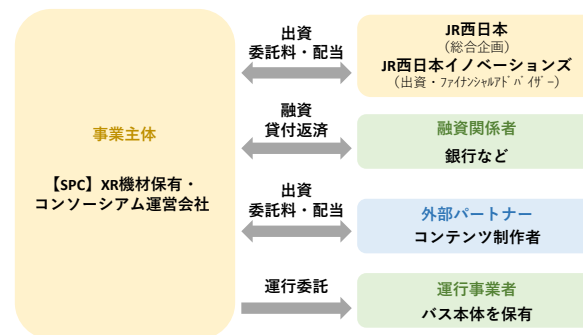 事業主体
【SPC】XR機材保有・
コンソーシアム運営会社
出資
委託料・配当
JR西日本
(総合企画)
JR西日本イノベーションズ
(出資・ファイナンシャルアドバイザー)
融資
貸付返済
融資関係者
銀行など
出資
委託料・配当
外部パートナー
コンテンツ制作者
運行委託
運行事業者
バス本体を保有